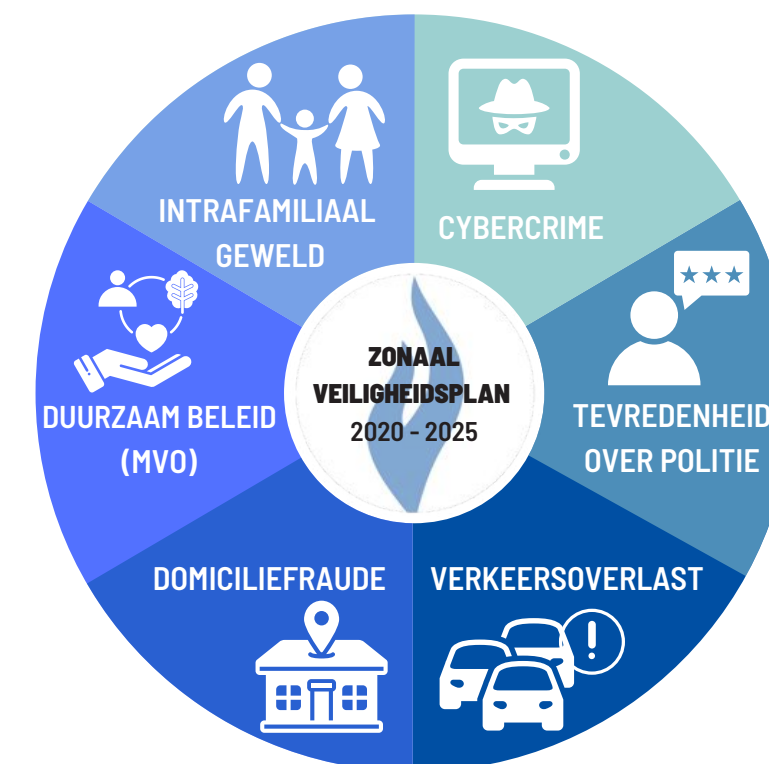 INTRAFAMILIAAL
GEWELD
CYBERCRIME
TEVREDENHEID
OVER POLITIE
VERKEERSOVERLAST
DOMICILIEFRAUDE
DUURZAAM BELEID
(MVO)
ZONAAL
VEILIGHEIDSPLAN
2020 - 2025